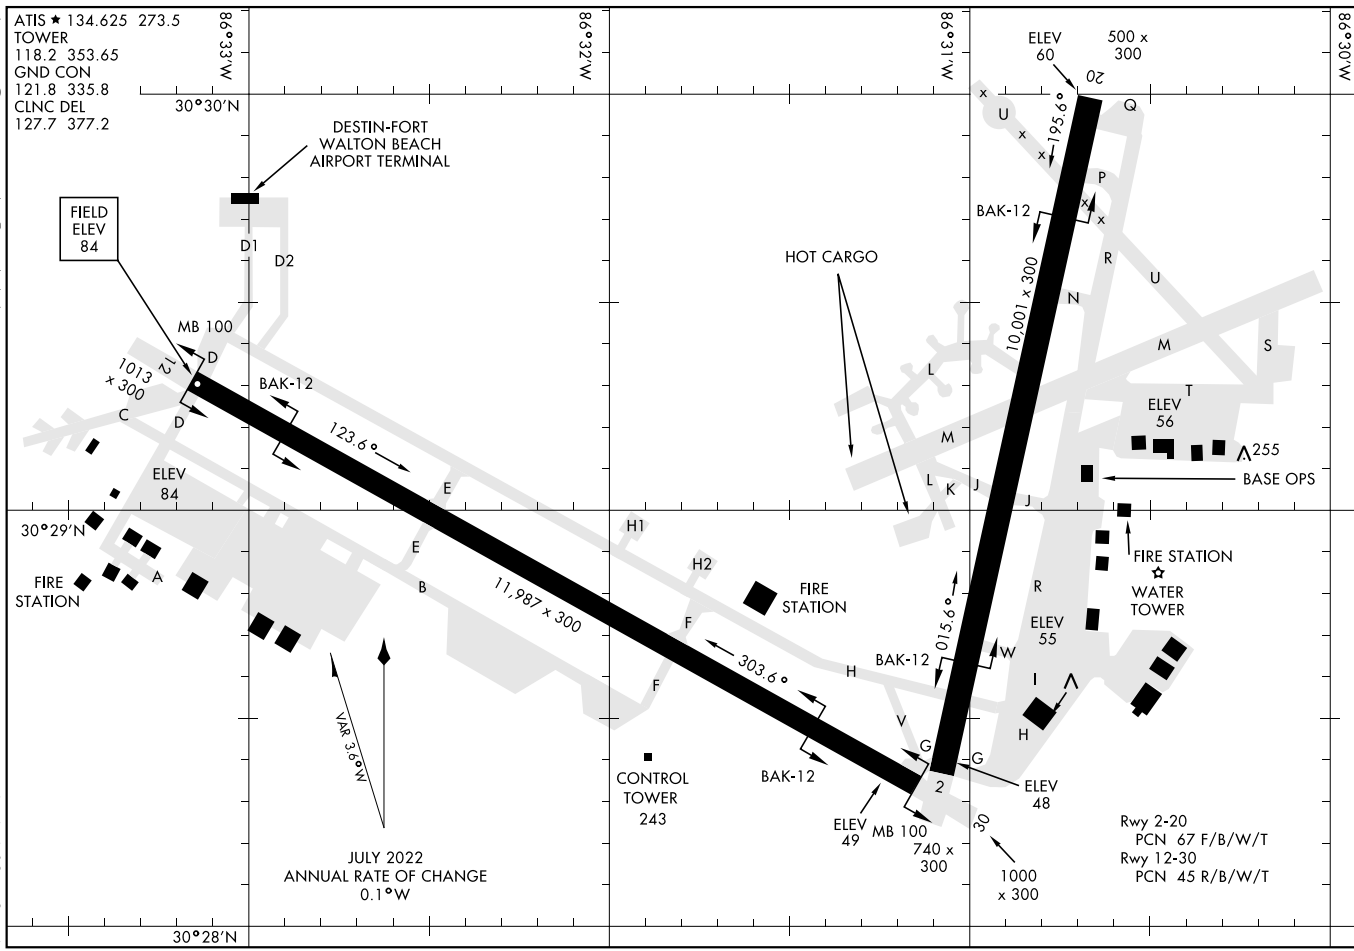 ATIS ★ 134.625 273.5
TOWER
118.2 353.65
GND CON
121.8 335.8
CLNC DEL
127.7 377.2
86°33'W
86°32'W
86°31'W
86°30'W
30°30'N
DESTIN-FORT
WALTON BEACH
AIRPORT TERMINAL
ELEV
60
500 x
300
20
Q
U
x
x
x
195.6°
P
x
x
BAK-12
FIELD
ELEV
84
D1
D2
HOT CARGO
R
U
N
10,001 x 300
MB 100
D
12
1013
x 300
BAK-12
C
D
L
M
S
T
ELEV
56
123.6°
M
255
BASE OPS
ELEV
84
E
L
K
J
J
30°29'N
H1
E
H2
FIRE STATION
WATER
TOWER
FIRE
STATION
A
B
11,987 x 300
FIRE
STATION
R
015.6°
ELEV
55
F
303.6°
BAK-12
W
H
I
F
VAR 3.6°W
V
G
G
H
BAK-12
CONTROL
TOWER
243
2
ELEV
48
ELEV
49
MB 100
740 x
300
30
1000
x 300
Rwy 2-20
PCN 67 F/B/W/T
Rwy 12-30
PCN 45 R/B/W/T
JULY 2022
ANNUAL RATE OF CHANGE
0.1°W
30°28'N